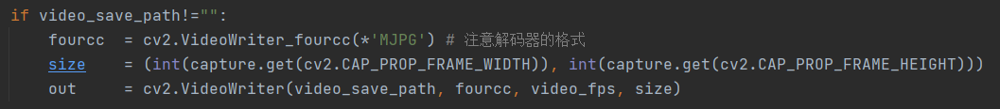 if video_save_path!="":
    fourcc  = cv2.VideoWriter_fourcc(*'MJPG') # 注意解码器的格式
    size    = (int(capture.get(cv2.CAP_PROP_FRAME_WIDTH)), int(capture.get(cv2.CAP_PROP_FRAME_HEIGHT)))
    out     = cv2.VideoWriter(video_save_path, fourcc, video_fps, size)